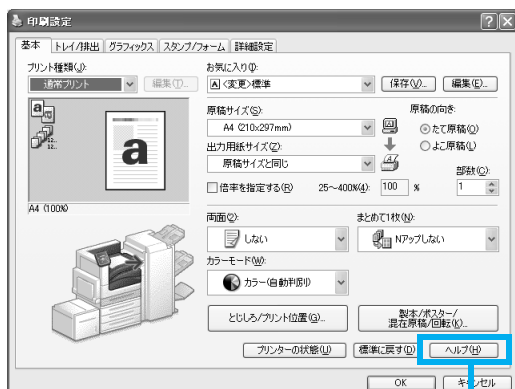 印刷設定
基本 トレイ/排出 グラフィックス スタンプ/フォーム 詳細設定
プリント種類(J):
通常プリント 編集(T)...
お気に入り(I):
A <変更>標準 保存(V)... 編集(E)...
原稿サイズ(S):
A4 (210x297mm)
出力用紙サイズ(Z):
原稿サイズと同じ
倍率を指定する(R) 25～400%(4): 100 %
原稿の向き
たて原稿(O)
よこ原稿(L)
部数(C):
1
a
A4 (100%)
両面(2):
しない
まとめて1枚(N):
Nアップしない
カラーモード(W):
カラー(自動判別)
とじしろ/プリント位置(G)...
製本/ポスター/
混在原稿/回転(K)...
プリンターの状態(U) 標準に戻す(D) ヘルプ(H)
OK キャンセル